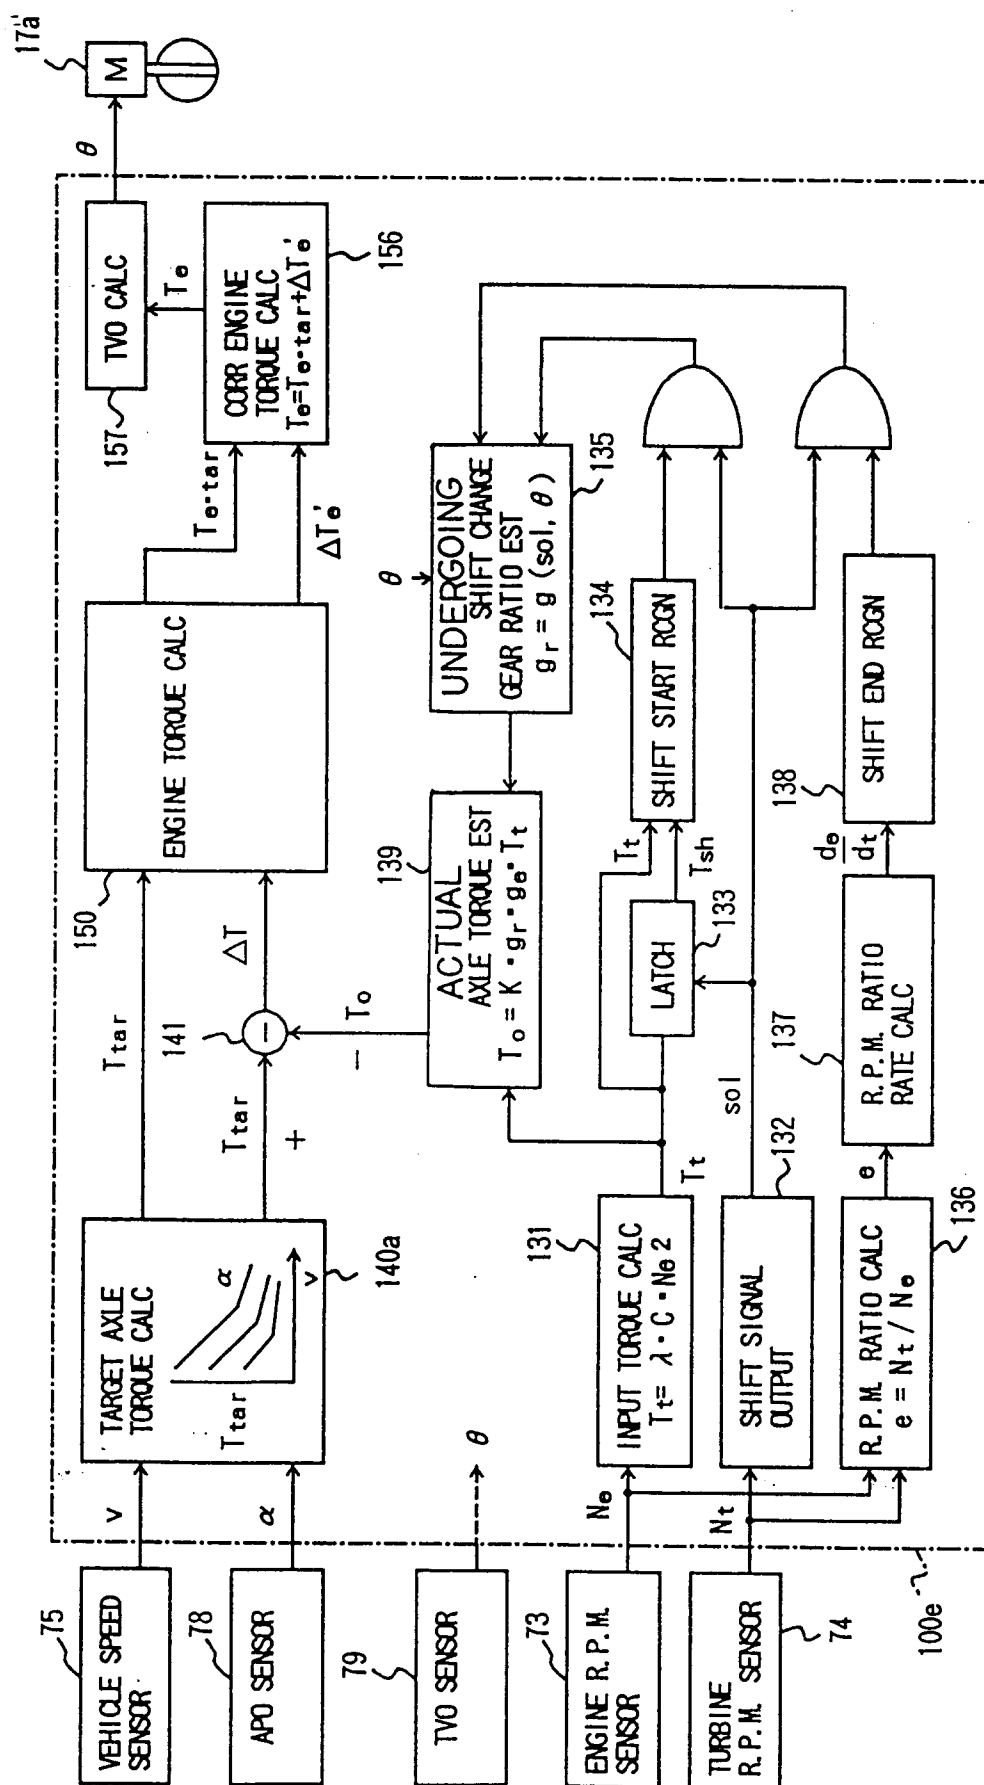 75
VEHICLE SPEED
SENSOR
v
TARGET AXLE
TORQUE CALC
Ttar
α
v
140a
Ttar
Ttar
+
141
−
ΔT
150
ENGINE TORQUE CALC
Te·tar
ΔTe'
157
TVO CALC
Te
CORR ENGINE
TORQUE CALC
Te=Te·tar+ΔTe'
156
θ
17"a
M
78
APO SENSOR
α
79
TVO SENSOR
θ
−
To
139
ACTUAL
AXLE TORQUE EST
To = K · gr · ge · Tt
θ
UNDERGOING
SHIFT CHANGE
GEAR RATIO EST
gr = g (sol, θ)
135
73
ENGINE R.P.M.
SENSOR
Ne
131
INPUT TORQUE CALC
Tt= λ · C · Ne 2
Tt
LATCH
133
Tt
Tsh
134
SHIFT START RCGN
TURBINE
R.P.M. SENSOR
74
Nt
SHIFT SIGNAL
OUTPUT
132
sol
R.P.M. RATIO CALC
e = Nt / Ne
136
e
137
R.P.M. RATIO
RATE CALC
de
dt
138
SHIFT END RCGN
100e